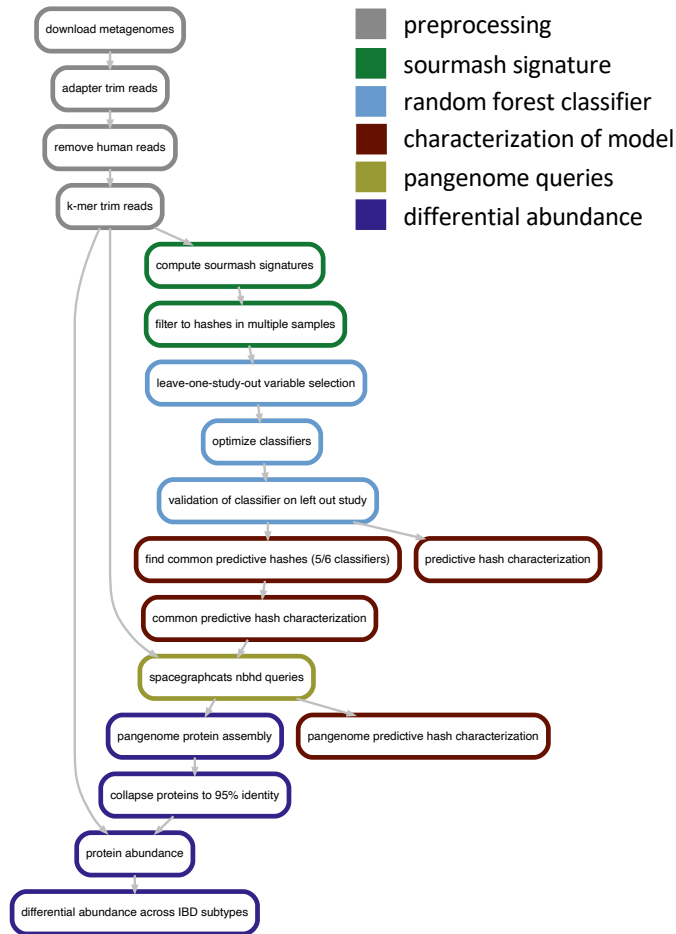 download metagenomes
adapter trim reads
remove human reads
k-mer trim reads
compute sourmash signatures
filter to hashes in multiple samples
leave-one-study-out variable selection
optimize classifiers
validation of classifier on left out study
find common predictive hashes (5/6 classifiers)
predictive hash characterization
common predictive hash characterization
spacegraphcats nbhd queries
pangenome protein assembly
pangenome predictive hash characterization
collapse proteins to 95% identity
protein abundance
differential abundance across IBD subtypes
preprocessing
sourmash signature
random forest classifier
characterization of model
pangenome queries
differential abundance